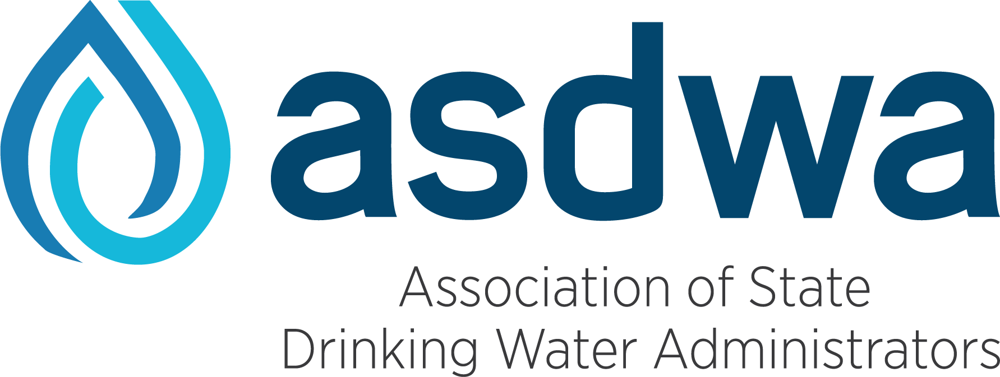 asdwa
Association of State
Drinking Water Administrators